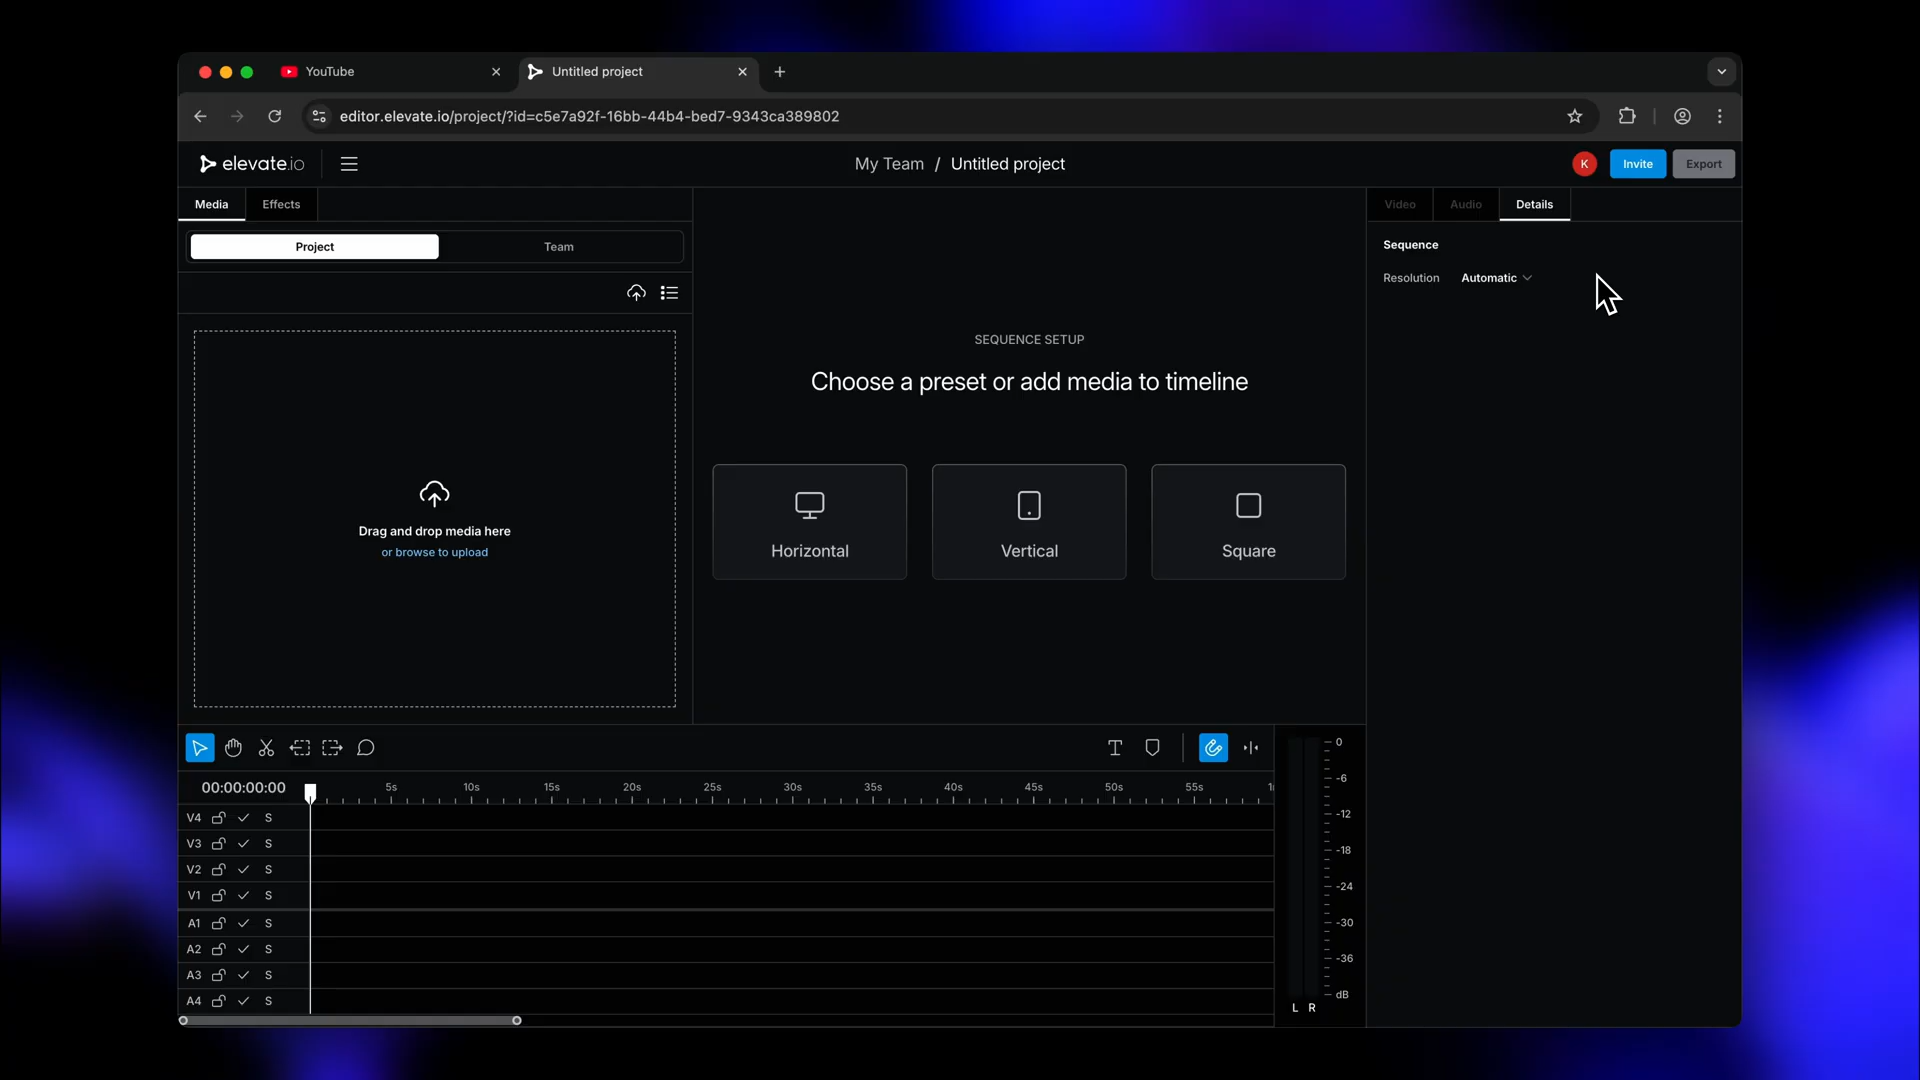 YouTube
Untitled project
editor.elevate.io/project/?id=c5e7a92f-16bb-44b4-bed7-9343ca389802
elevate.io
My Team / Untitled project
K
Invite
Export
Media
Effects
Video
Audio
Details
Project
Team
Sequence
Resolution
Automatic
SEQUENCE SETUP
Choose a preset or add media to timeline
Drag and drop media here
or browse to upload
Horizontal
Vertical
Square
00:00:00:00
5s
10s
15s
20s
25s
30s
35s
40s
45s
50s
55s
V4 S
V3 S
V2 S
V1 S
A1 S
A2 S
A3 S
A4 S
0
-6
-12
-18
-24
-30
-36
dB
L R